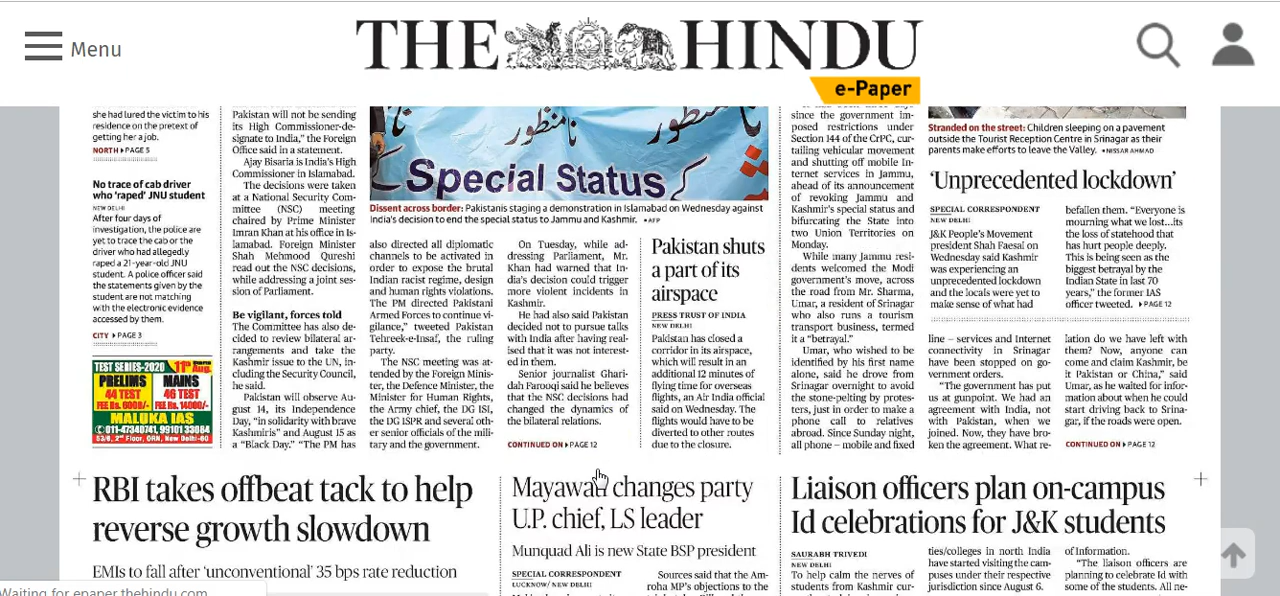 Menu
THE HINDU
e-Paper
she had lured the victim to his
residence on the pretext of
getting her job.
NORTH ▶ PAGE 5
No trace of cab driver
who 'raped' JNU student
NEW DELHI
After four days of
investigation, the police are
yet to trace the cab or the
driver who had allegedly
raped a 21-year-old JNU
student. A police officer said
the statements given by the
student are not matching
with the electronic evidence
accessed by them.
CITY ▶ PAGE 3
TEST SERIES-2020 11th Aug.
PRELIMS MAINS
44 TEST 46 TEST
FEE Rs. 6000/- FEE Rs. 14000/-
MALUKA IAS
011-47340741, 99101 33084
53/6, 2nd Floor, ORN, New Delhi-60
Pakistan will not be sending
its High Commissioner-de-
signate to India," the Foreign
Office said in a statement.
Ajay Bisaria is India's High
Commissioner in Islamabad.
The decisions were taken
at a National Security Com-
mittee (NSC) meeting
chaired by Prime Minister
Imran Khan at his office in Is-
lamabad. Foreign Minister
Shah Mehmood Qureshi
read out the NSC decisions,
while addressing a joint ses-
sion of Parliament.
Be vigilant, forces told
The Committee has also de-
cided to review bilateral ar-
rangements and take the
Kashmir issue to the UN, in-
cluding the Security Council,
he said.
Pakistan will observe Au-
gust 14, its Independence
Day, "in solidarity with brave
Kashmiris" and August 15 as
a "Black Day." "The PM has
نامنظور نامنظور
Special Status
Dissent across border: Pakistanis staging a demonstration in Islamabad on Wednesday against
India's decision to end the special status to Jammu and Kashmir. •AFP
also directed all diplomatic
channels to be activated in
order to expose the brutal
Indian racist regime, design
and human rights violations.
The PM directed Pakistani
Armed Forces to continue vi-
gilance," tweeted Pakistan
Tehreek-e-Insaf, the ruling
party.
The NSC meeting was at-
tended by the Foreign Minis-
ter, the Defence Minister, the
Minister for Human Rights,
the Army chief, the DG ISI,
the DG ISPR and several oth-
er senior officials of the mili-
tary and the government.
On Tuesday, while ad-
dressing Parliament, Mr.
Khan had warned that In-
dia's decision could trigger
more violent incidents in
Kashmir.
He had also said Pakistan
decided not to pursue talks
with India after having real-
ised that it was not interest-
ed in them.
Senior journalist Ghari-
dah Farooqi said he believes
that the NSC decisions had
changed the dynamics of
the bilateral relations.
CONTINUED ON ▶ PAGE 12
Pakistan shuts
a part of its
airspace
PRESS TRUST OF INDIA
NEW DELHI
Pakistan has closed a
corridor in its airspace,
which will result in an
additional 12 minutes of
flying time for overseas
flights, an Air India official
said on Wednesday. The
flights would have to be
diverted to other routes
due to the closure.
since the government im-
posed restrictions under
Section 144 of the CrPC, cur-
tailing vehicular movement
and shutting off mobile In-
ternet services in Jammu,
ahead of its announcement
of revoking Jammu and
Kashmir's special status and
bifurcating the State into
two Union Territories on
Monday.
While many Jammu resi-
dents welcomed the Modi
government's move, across
the road from Mr. Sharma,
Umar, a resident of Srinagar
who also runs a tourism
transport business, termed
it a "betrayal."
Umar, who wished to be
identified by his first name
alone, said he drove from
Srinagar overnight to avoid
the stone-pelting by protes-
ters, just in order to make a
phone call to relatives
abroad. Since Sunday night,
all phone – mobile and fixed
Stranded on the street: Children sleeping on a pavement
outside the Tourist Reception Centre in Srinagar as their
parents make efforts to leave the Valley. •NISSAR AHMAD
'Unprecedented lockdown'
SPECIAL CORRESPONDENT
NEW DELHI
J&K People's Movement
president Shah Faesal on
Wednesday said Kashmir
was experiencing an
unprecedented lockdown
and the locals were yet to
make sense of what had
befallen them. "Everyone is
mourning what we lost...its
the loss of statehood that
has hurt people deeply.
This is being seen as the
biggest betrayal by the
Indian State in last 70
years," the former IAS
officer tweeted. ▶ PAGE 12
line – services and Internet
connectivity in Srinagar
have been stopped on go-
vernment orders.
"The government has put
us at gunpoint. We had an
agreement with India, not
with Pakistan, when we
joined. Now, they have bro-
ken the agreement. What re-
lation do we have left with
them? Now, anyone can
come and claim Kashmir, be
it Pakistan or China," said
Umar, as he waited for infor-
mation about when he could
start driving back to Srina-
gar, if the roads were open.
CONTINUED ON ▶ PAGE 12
RBI takes offbeat tack to help
reverse growth slowdown
EMIs to fall after 'unconventional' 35 bps rate reduction
Mayawati changes party
U.P. chief, LS leader
Munquad Ali is new State BSP president
SPECIAL CORRESPONDENT
LUCKNOW/ NEW DELHI
Sources said that the Am-
roha MP's objections to the
Liaison officers plan on-campus
Id celebrations for J&K students
SAURABH TRIVEDI
NEW DELHI
To help calm the nerves of
students from Kashmir cur-
ties/colleges in north India
have started visiting the cam-
puses under their respective
jurisdiction since August 6.
of Information.
"The liaison officers are
planning to celebrate Id with
some of the students. All ne-
Waiting for epaper.thehindu.com